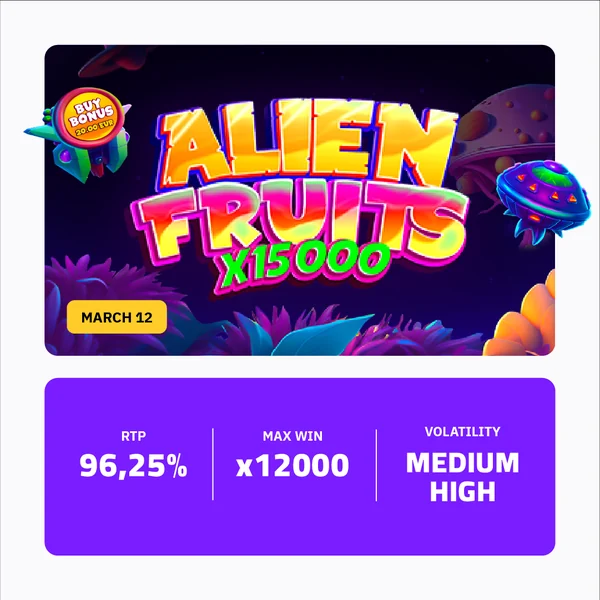 BUY
BONUS
20.00 EUR
ALIEN
FRUITS
X15000
MARCH 12
RTP
96,25%
MAX WIN
x12000
VOLATILITY
MEDIUM
HIGH